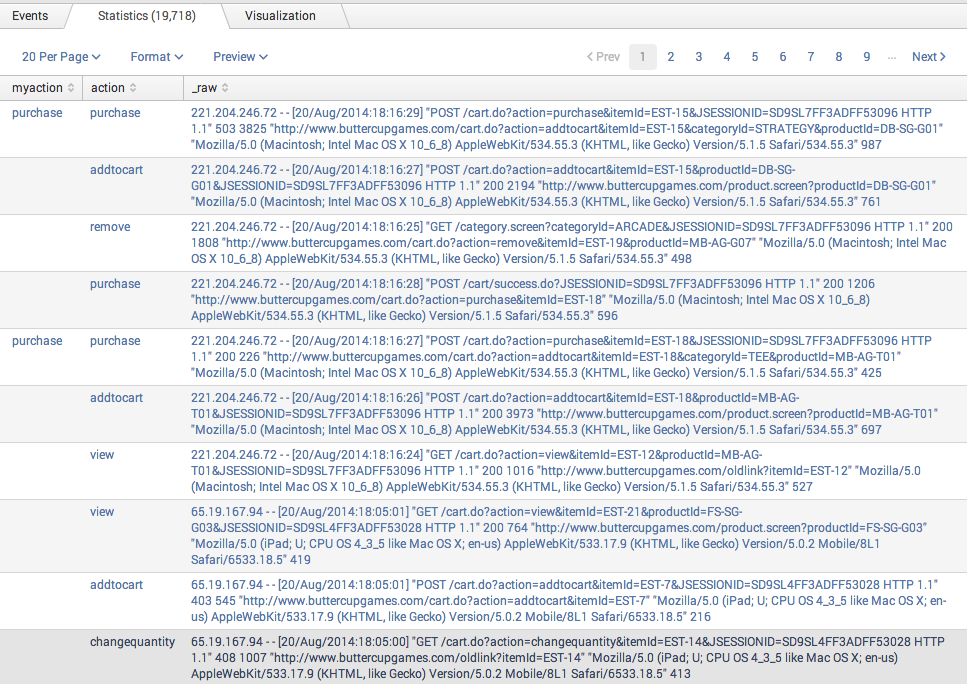 Events Statistics (19,718) Visualization
20 Per Page Format Preview < Prev 1 2 3 4 5 6 7 8 9 ... Next >
myaction action _raw
purchase purchase 221.204.246.72 - - [20/Aug/2014:18:16:29] "POST /cart.do?action=purchase&itemId=EST-15&JSESSIONID=SD9SL7FF3ADFF53096 HTTP
1.1" 503 3825 "http://www.buttercupgames.com/cart.do?action=addtocart&itemId=EST-15&categoryId=STRATEGY&productId=DB-SG-G01"
"Mozilla/5.0 (Macintosh; Intel Mac OS X 10_6_8) AppleWebKit/534.55.3 (KHTML, like Gecko) Version/5.1.5 Safari/534.55.3" 987
addtocart 221.204.246.72 - - [20/Aug/2014:18:16:27] "POST /cart.do?action=addtocart&itemId=EST-15&productId=DB-SG-
G01&JSESSIONID=SD9SL7FF3ADFF53096 HTTP 1.1" 200 2194 "http://www.buttercupgames.com/product.screen?productId=DB-SG-G01"
"Mozilla/5.0 (Macintosh; Intel Mac OS X 10_6_8) AppleWebKit/534.55.3 (KHTML, like Gecko) Version/5.1.5 Safari/534.55.3" 761
remove 221.204.246.72 - - [20/Aug/2014:18:16:25] "GET /category.screen?categoryId=ARCADE&JSESSIONID=SD9SL7FF3ADFF53096 HTTP 1.1" 200
1808 "http://www.buttercupgames.com/cart.do?action=remove&itemId=EST-19&productId=MB-AG-G07" "Mozilla/5.0 (Macintosh; Intel Mac
OS X 10_6_8) AppleWebKit/534.55.3 (KHTML, like Gecko) Version/5.1.5 Safari/534.55.3" 498
purchase 221.204.246.72 - - [20/Aug/2014:18:16:28] "POST /cart/success.do?JSESSIONID=SD9SL7FF3ADFF53096 HTTP 1.1" 200 1206
"http://www.buttercupgames.com/cart.do?action=purchase&itemId=EST-18" "Mozilla/5.0 (Macintosh; Intel Mac OS X 10_6_8)
AppleWebKit/534.55.3 (KHTML, like Gecko) Version/5.1.5 Safari/534.55.3" 596
purchase purchase 221.204.246.72 - - [20/Aug/2014:18:16:27] "POST /cart.do?action=purchase&itemId=EST-18&JSESSIONID=SD9SL7FF3ADFF53096 HTTP
1.1" 200 226 "http://www.buttercupgames.com/cart.do?action=addtocart&itemId=EST-18&categoryId=TEE&productId=MB-AG-T01"
"Mozilla/5.0 (Macintosh; Intel Mac OS X 10_6_8) AppleWebKit/534.55.3 (KHTML, like Gecko) Version/5.1.5 Safari/534.55.3" 425
addtocart 221.204.246.72 - - [20/Aug/2014:18:16:26] "POST /cart.do?action=addtocart&itemId=EST-18&productId=MB-AG-
T01&JSESSIONID=SD9SL7FF3ADFF53096 HTTP 1.1" 200 3973 "http://www.buttercupgames.com/product.screen?productId=MB-AG-T01"
"Mozilla/5.0 (Macintosh; Intel Mac OS X 10_6_8) AppleWebKit/534.55.3 (KHTML, like Gecko) Version/5.1.5 Safari/534.55.3" 697
view 221.204.246.72 - - [20/Aug/2014:18:16:24] "GET /cart.do?action=view&itemId=EST-12&productId=MB-AG-
T01&JSESSIONID=SD9SL7FF3ADFF53096 HTTP 1.1" 200 1016 "http://www.buttercupgames.com/oldlink?itemId=EST-12" "Mozilla/5.0
(Macintosh; Intel Mac OS X 10_6_8) AppleWebKit/534.55.3 (KHTML, like Gecko) Version/5.1.5 Safari/534.55.3" 527
view 65.19.167.94 - - [20/Aug/2014:18:05:01] "GET /cart.do?action=view&itemId=EST-21&productId=FS-SG-
G03&JSESSIONID=SD9SL4FF3ADFF53028 HTTP 1.1" 200 764 "http://www.buttercupgames.com/product.screen?productId=FS-SG-G03"
"Mozilla/5.0 (iPad; U; CPU OS 4_3_5 like Mac OS X; en-us) AppleWebKit/533.17.9 (KHTML, like Gecko) Version/5.0.2 Mobile/8L1
Safari/6533.18.5" 419
addtocart 65.19.167.94 - - [20/Aug/2014:18:05:01] "POST /cart.do?action=addtocart&itemId=EST-7&JSESSIONID=SD9SL4FF3ADFF53028 HTTP 1.1"
403 545 "http://www.buttercupgames.com/cart.do?action=addtocart&itemId=EST-7" "Mozilla/5.0 (iPad; U; CPU OS 4_3_5 like Mac OS X; en-
us) AppleWebKit/533.17.9 (KHTML, like Gecko) Version/5.0.2 Mobile/8L1 Safari/6533.18.5" 216
changequantity 65.19.167.94 - - [20/Aug/2014:18:05:00] "GET /cart.do?action=changequantity&itemId=EST-14&JSESSIONID=SD9SL4FF3ADFF53028 HTTP
1.1" 408 1007 "http://www.buttercupgames.com/oldlink?itemId=EST-14" "Mozilla/5.0 (iPad; U; CPU OS 4_3_5 like Mac OS X; en-us)
AppleWebKit/533.17.9 (KHTML, like Gecko) Version/5.0.2 Mobile/8L1 Safari/6533.18.5" 413